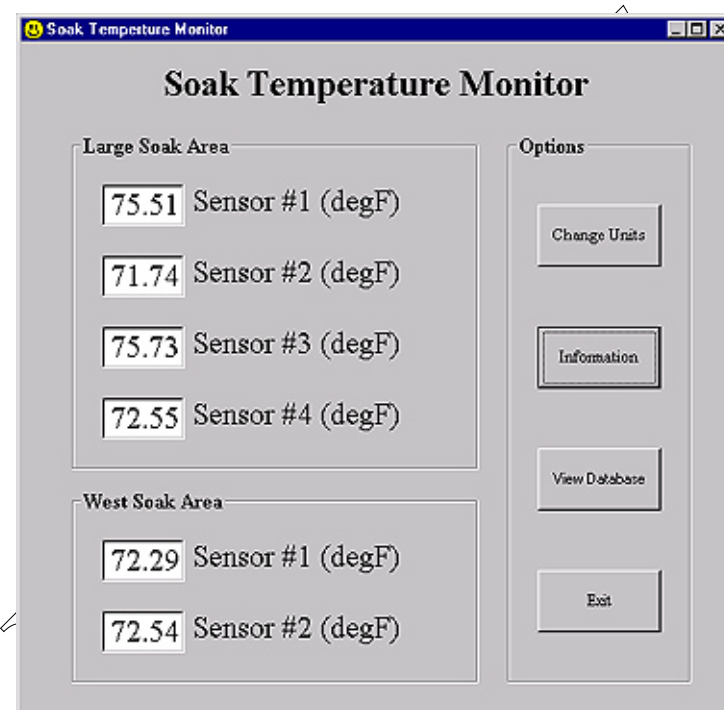 Soak Temperture Monitor
Soak Temperature Monitor
Large Soak Area
75.51 Sensor #1 (degF)
71.74 Sensor #2 (degF)
75.73 Sensor #3 (degF)
72.55 Sensor #4 (degF)
West Soak Area
72.29 Sensor #1 (degF)
72.54 Sensor #2 (degF)
Options
Change Units
Information
View Database
Exit